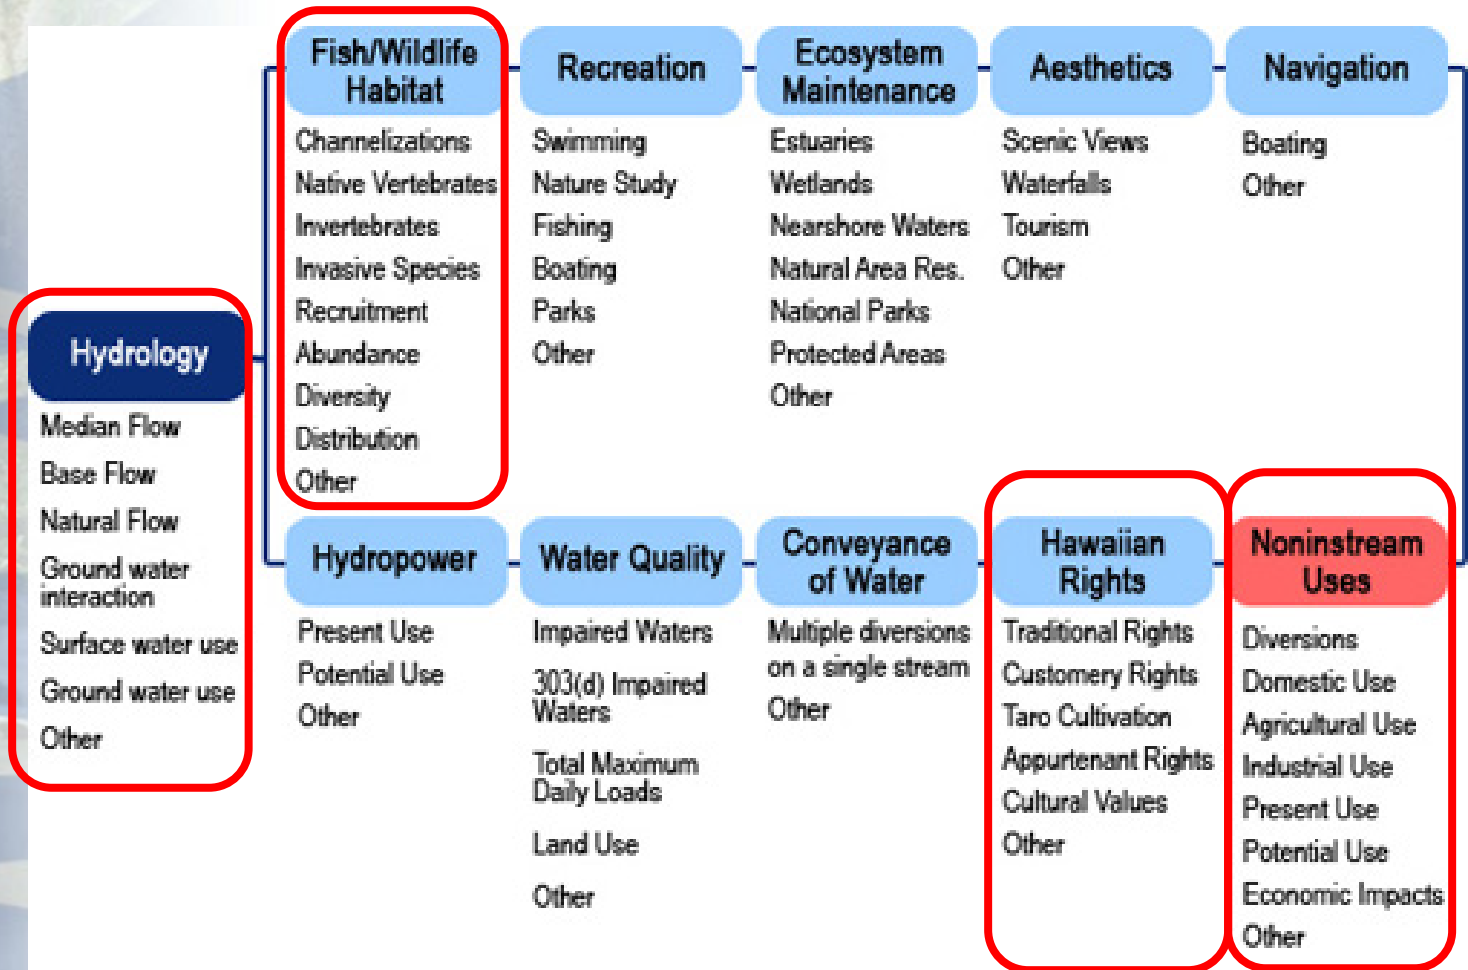 Fish/Wildlife
Habitat
Channelizations
Native Vertebrates
Invertebrates
Invasive Species
Recruitment
Abundance
Diversity
Distribution
Other
Recreation
Swimming
Nature Study
Fishing
Boating
Parks
Other
Ecosystem
Maintenance
Estuaries
Wetlands
Nearshore Waters
Natural Area Res.
National Parks
Protected Areas
Other
Aesthetics
Scenic Views
Waterfalls
Tourism
Other
Navigation
Boating
Other
Hydrology
Median Flow
Base Flow
Natural Flow
Ground water
interaction
Surface water use
Ground water use
Other
Hydropower
Present Use
Potential Use
Other
Water Quality
Impaired Waters
303(d) Impaired
Waters
Total Maximum
Daily Loads
Land Use
Other
Conveyance
of Water
Multiple diversions
on a single stream
Other
Hawaiian
Rights
Traditional Rights
Customery Rights
Taro Cultivation
Appurtenant Rights
Cultural Values
Other
Noninstream
Uses
Diversions
Domestic Use
Agricultural Use
Industrial Use
Present Use
Potential Use
Economic Impacts
Other